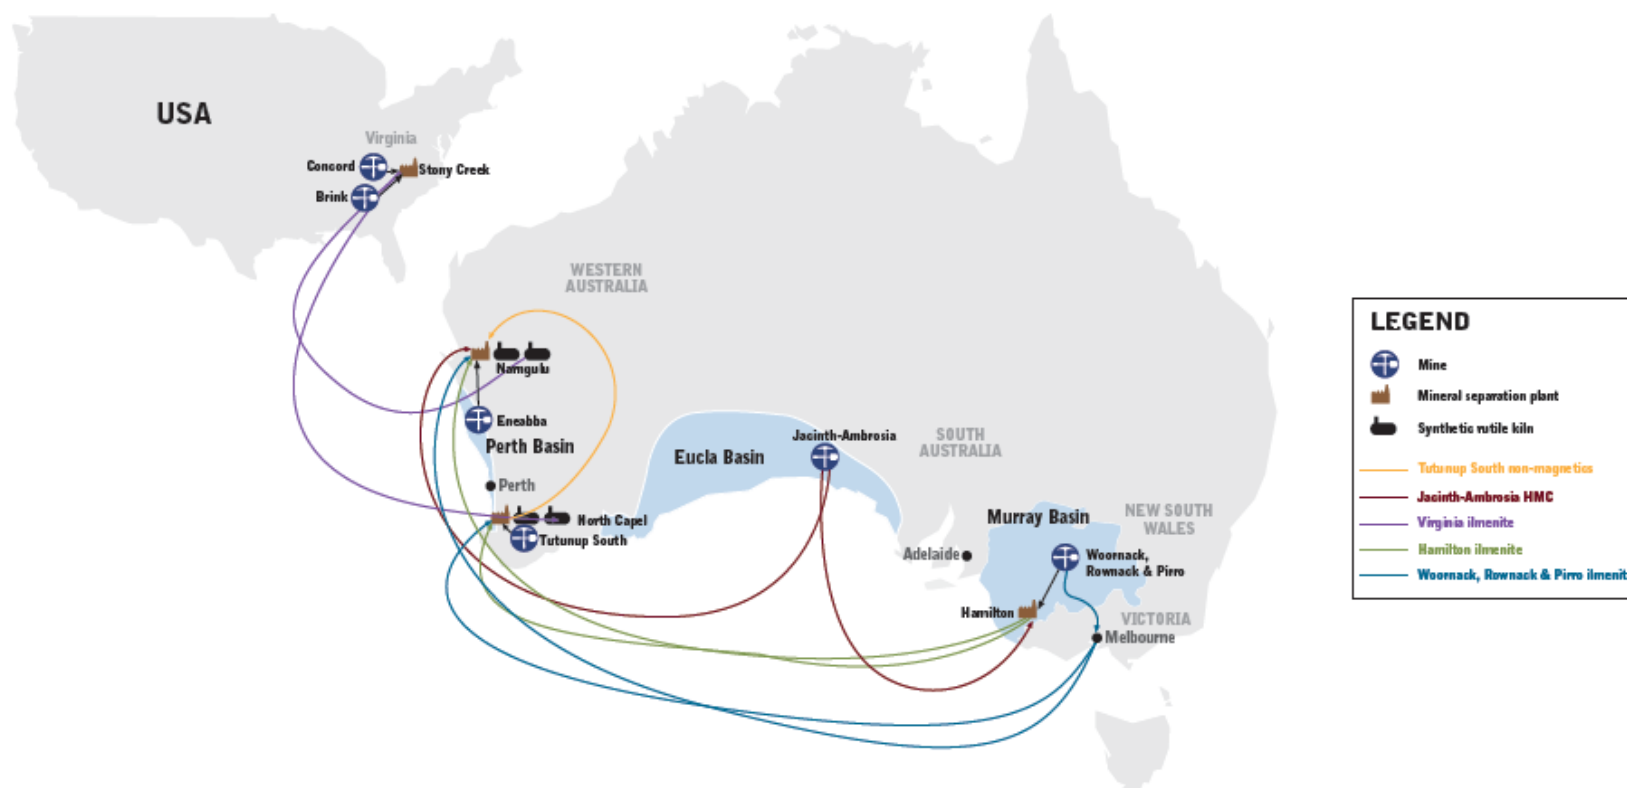 USA
Virginia
Concord
Stony Creek
Brink
WESTERN
AUSTRALIA
Narngulu
Eneabba
Perth Basin
Perth
North Capel
Tutunup South
Eucla Basin
Jacinth-Ambrosia
SOUTH
AUSTRALIA
Murray Basin
NEW SOUTH
WALES
Adelaide
Woornack,
Rownack & Pirro
Hamilton
VICTORIA
Melbourne
LEGEND
Mine
Mineral separation plant
Synthetic rutile kiln
Tutunup South non-magnetics
Jacinth-Ambrosia HMC
Virginia ilmenite
Hamilton ilmenite
Woornack, Rownack & Pirro ilmenit